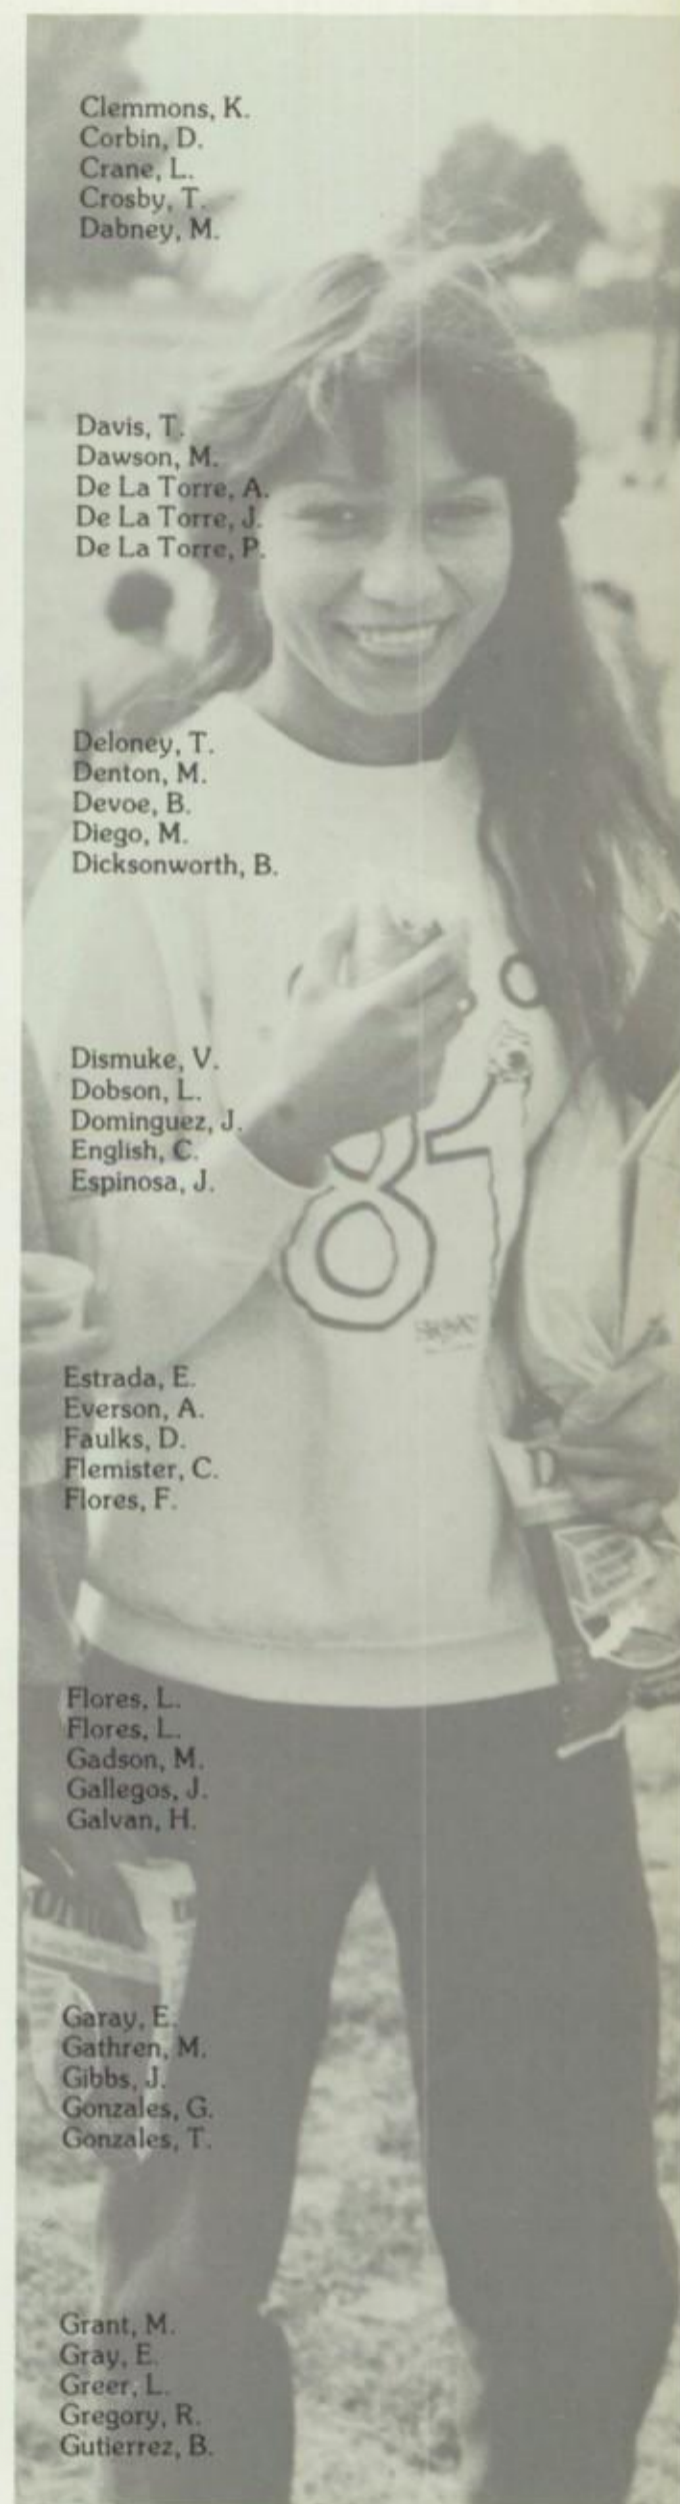 Clemmons, K.
Corbin, D.
Crane, L.
Crosby, T.
Dabney, M.
Davis, T.
Dawson, M.
De La Torre, A.
De La Torre, J.
De La Torre, P.
Deloney, T.
Denton, M.
Devoe, B.
Diego, M.
Dicksonworth, B.
Dismuke, V.
Dobson, L.
Dominguez, J.
English, C.
Espinosa, J.
Estrada, E.
Everson, A.
Faulks, D.
Flemister, C.
Flores, F.
Flores, L.
Flores, L.
Gadson, M.
Gallegos, J.
Galvan, H.
Garay, E.
Gathren, M.
Gibbs, J.
Gonzales, G.
Gonzales, T.
Grant, M.
Gray, E.
Greer, L.
Gregory, R.
Gutierrez, B.
81